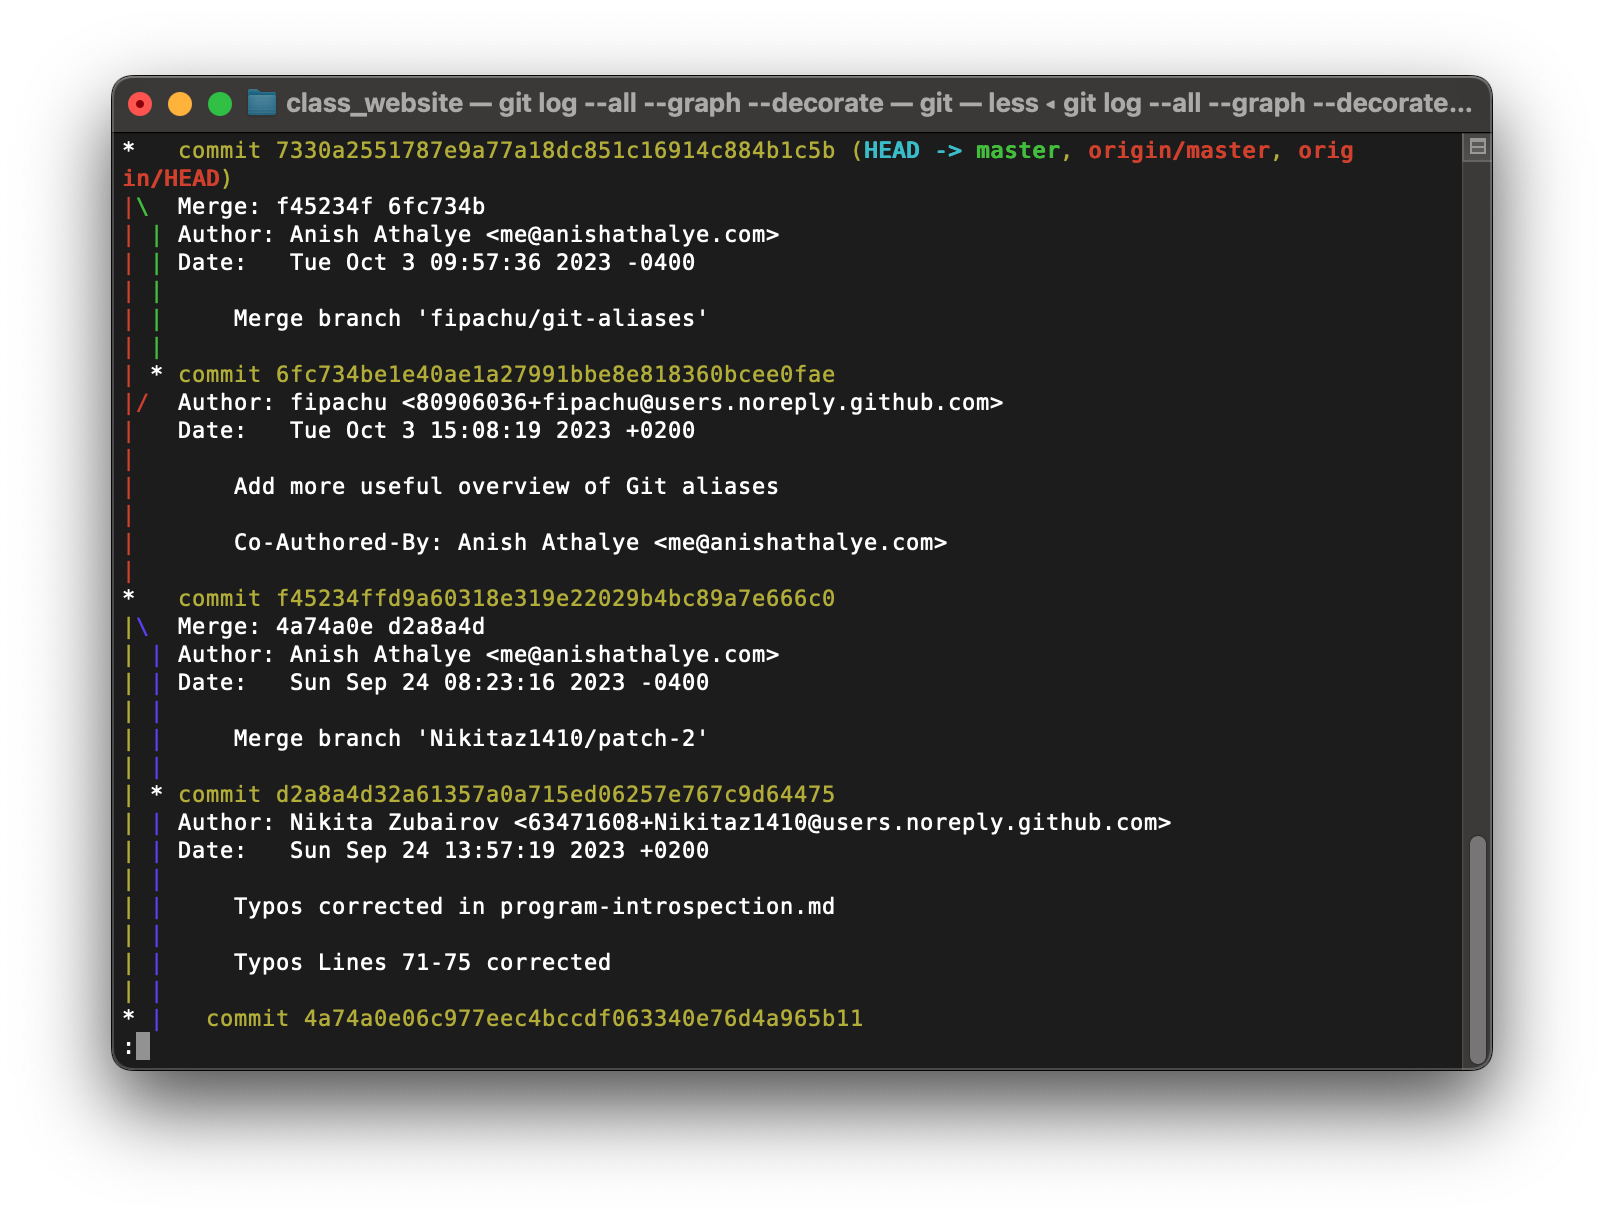 class_website — git log --all --graph --decorate — git — less ◂ git log --all --graph --decorate...
*   commit 7330a2551787e9a77a18dc851c16914c884b1c5b (HEAD -> master, origin/master, orig
in/HEAD)
|\  Merge: f45234f 6fc734b
| | Author: Anish Athalye <me@anishathalye.com>
| | Date:   Tue Oct 3 09:57:36 2023 -0400
| |
| |     Merge branch 'fipachu/git-aliases'
| |
| * commit 6fc734be1e40ae1a27991bbe8e818360bcee0fae
|/  Author: fipachu <80906036+fipachu@users.noreply.github.com>
|   Date:   Tue Oct 3 15:08:19 2023 +0200
|
|       Add more useful overview of Git aliases
|
|       Co-Authored-By: Anish Athalye <me@anishathalye.com>
|
*   commit f45234ffd9a60318e319e22029b4bc89a7e666c0
|\  Merge: 4a74a0e d2a8a4d
| | Author: Anish Athalye <me@anishathalye.com>
| | Date:   Sun Sep 24 08:23:16 2023 -0400
| |
| |     Merge branch 'Nikitaz1410/patch-2'
| |
| * commit d2a8a4d32a61357a0a715ed06257e767c9d64475
| | Author: Nikita Zubairov <63471608+Nikitaz1410@users.noreply.github.com>
| | Date:   Sun Sep 24 13:57:19 2023 +0200
| |
| |     Typos corrected in program-introspection.md
| |
| |     Typos Lines 71-75 corrected
| |
* |   commit 4a74a0e06c977eec4bccdf063340e76d4a965b11
: